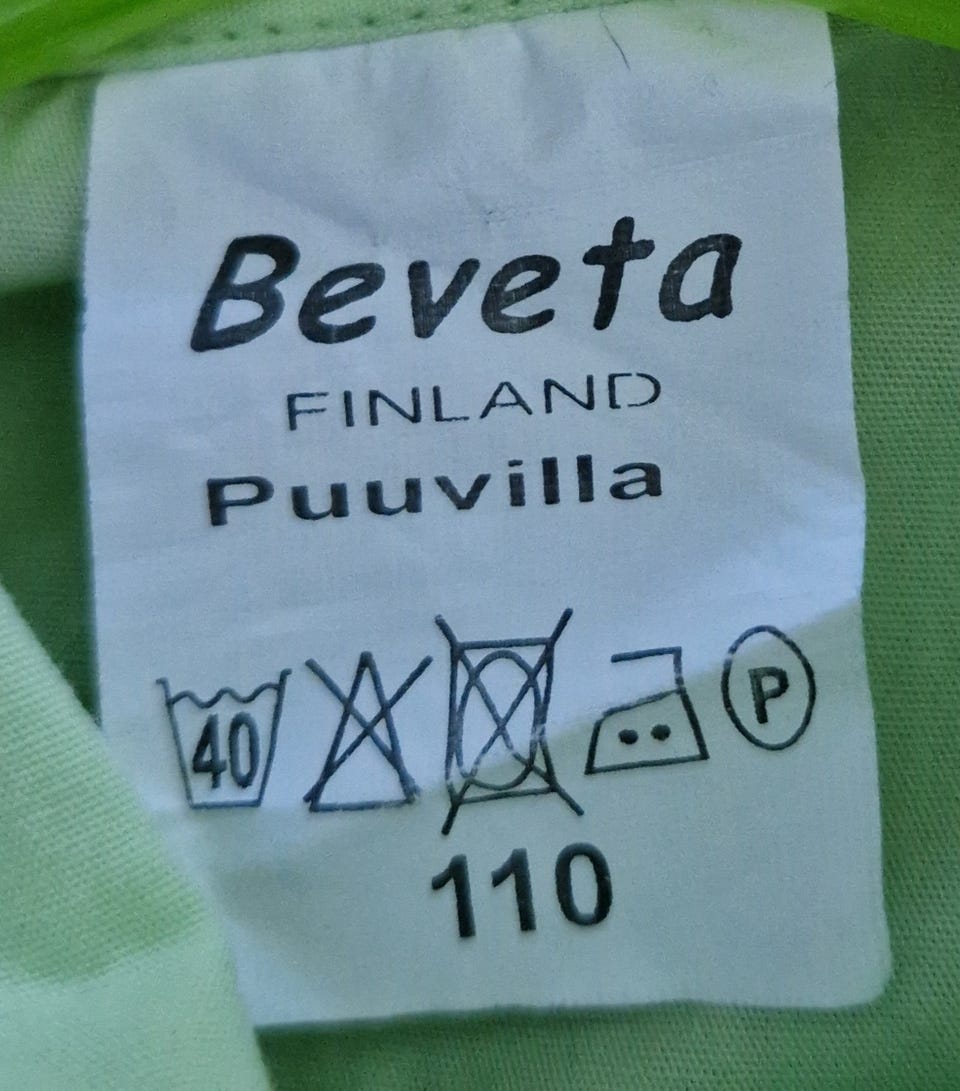 Beveta
FINLAND
Puuvilla
40 P
110